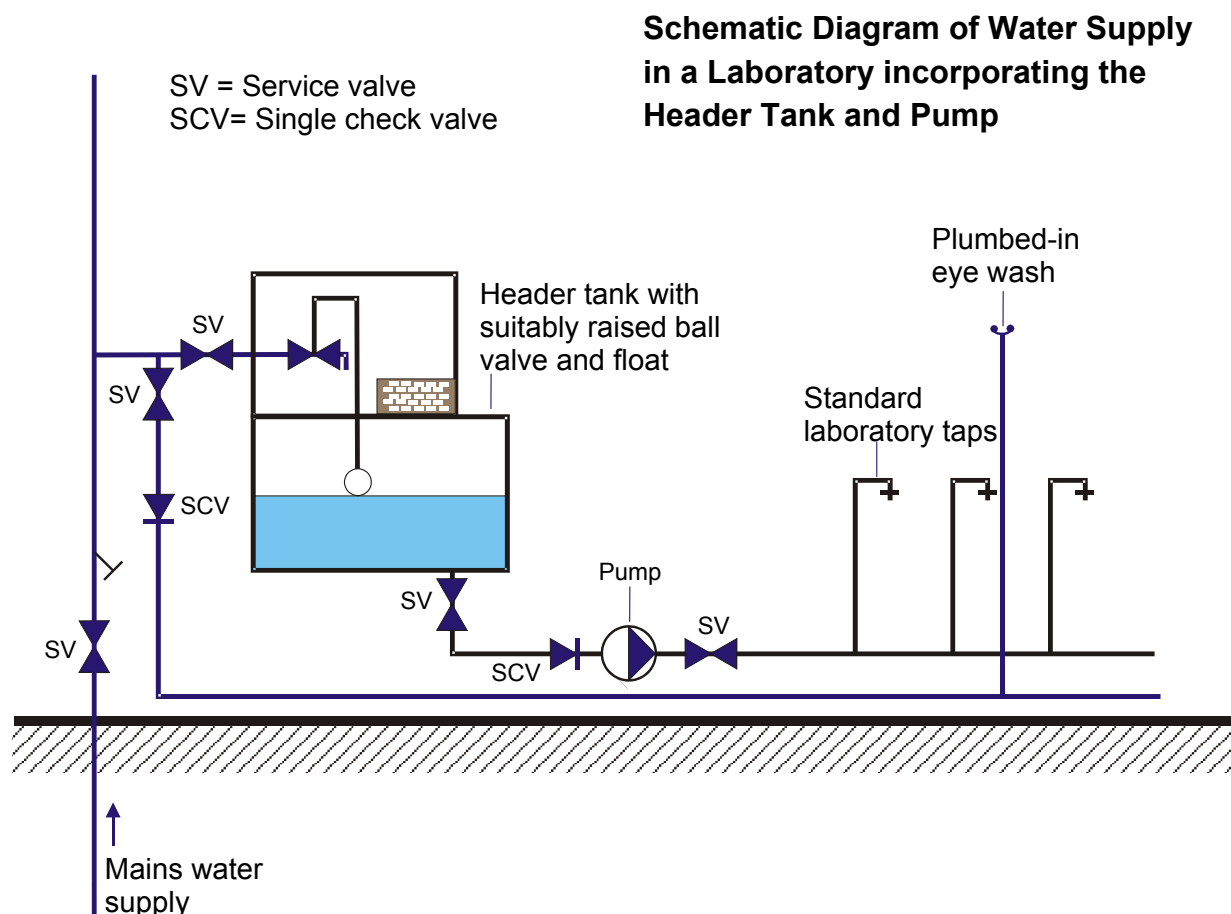 Schematic Diagram of Water Supply
in a Laboratory incorporating the
Header Tank and Pump
SV = Service valve
SCV= Single check valve
Plumbed-in
eye wash
Header tank with
suitably raised ball
valve and float
SV
SV
Standard
laboratory taps
SCV
Pump
SV
SV
SV
SCV
Mains water
supply